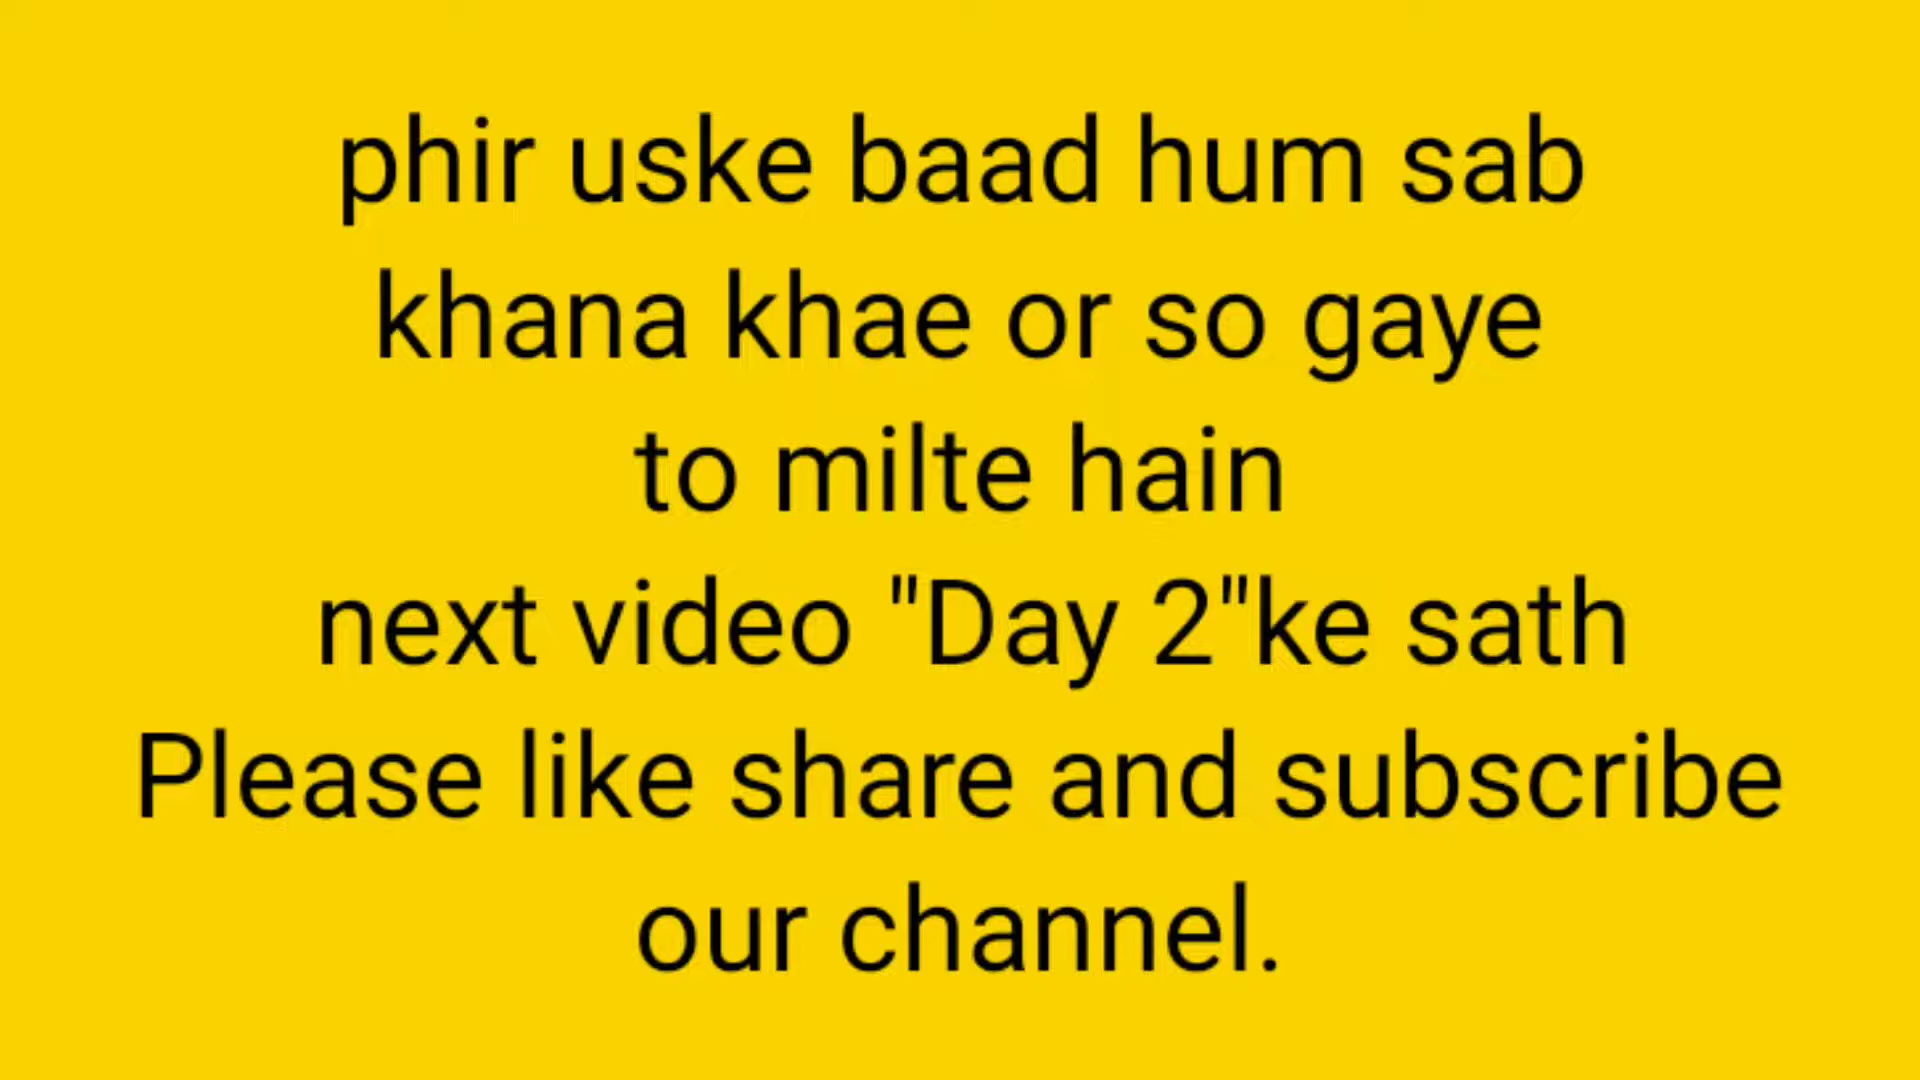 phir uske baad hum sab
khana khae or so gaye
to milte hain
next video "Day 2"ke sath
Please like share and subscribe
our channel.